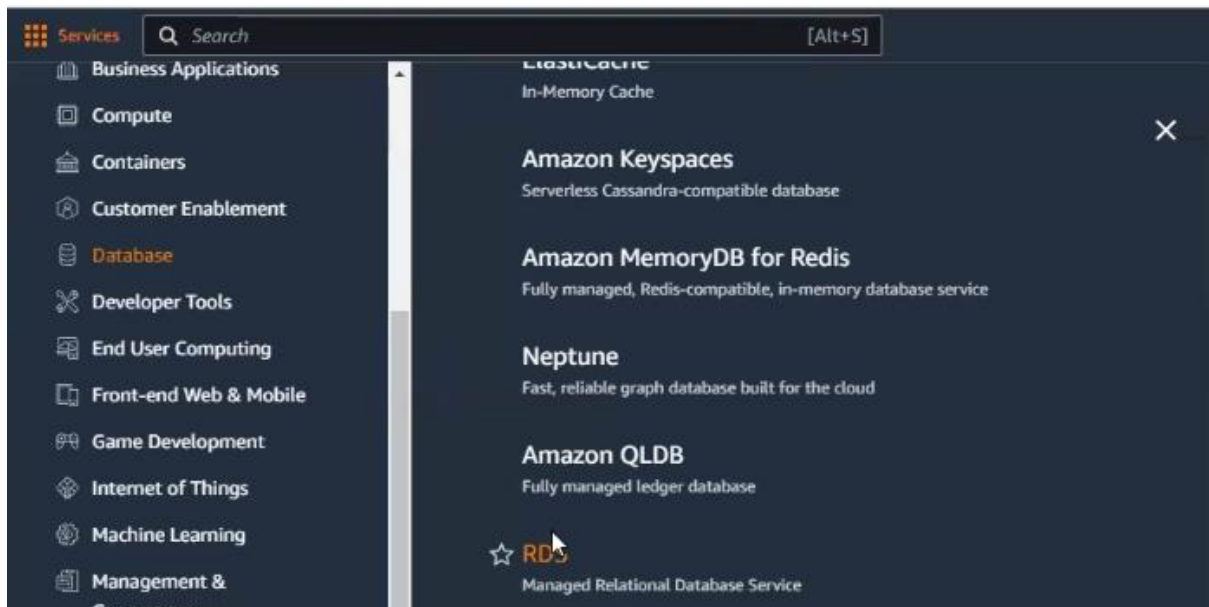 Services
Search
[Alt+S]
Business Applications
Compute
Containers
Customer Enablement
Database
Developer Tools
End User Computing
Front-end Web & Mobile
Game Development
Internet of Things
Machine Learning
Management &
ElastiCache
In-Memory Cache
Amazon Keyspaces
Serverless Cassandra-compatible database
Amazon MemoryDB for Redis
Fully managed, Redis-compatible, in-memory database service
Neptune
Fast, reliable graph database built for the cloud
Amazon QLDB
Fully managed ledger database
RDS
Managed Relational Database Service